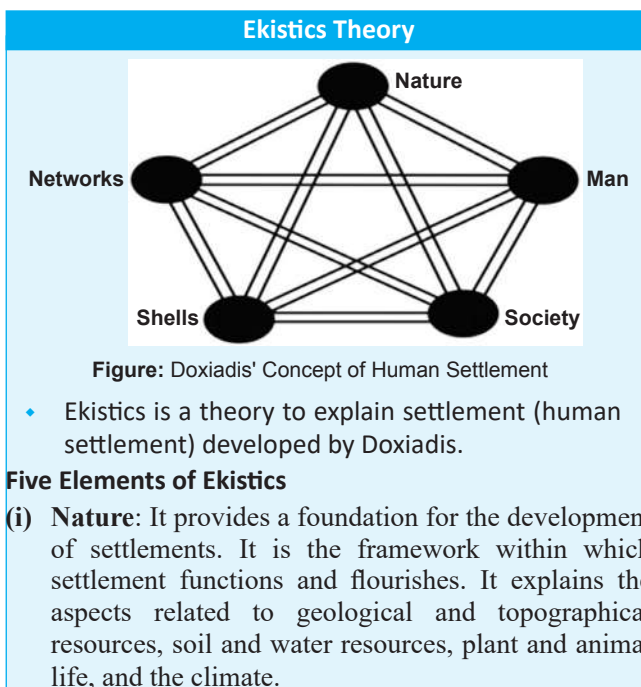 Ekistics Theory
Nature
Networks
Man
Shells
Society
Figure: Doxiadis' Concept of Human Settlement
Ekistics is a theory to explain settlement (human
settlement) developed by Doxiadis.
Five Elements of Ekistics
(i) Nature: It provides a foundation for the developmen
of settlements. It is the framework within which
settlement functions and flourishes. It explains the
aspects related to geological and topographica
resources, soil and water resources, plant and anima
life, and the climate.